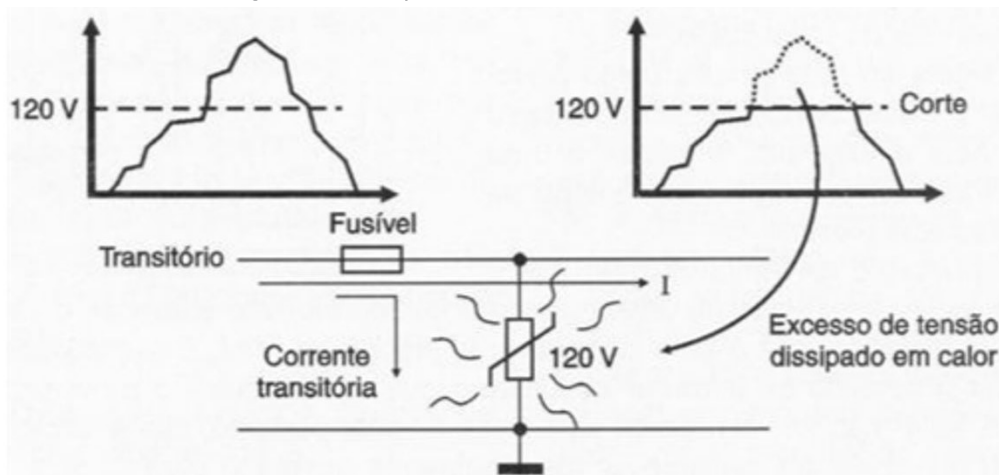 120 V
120 V
Corte
Fusível
Transitório
I
Corrente
transitória
120 V
Excesso de tensão
dissipado em calor